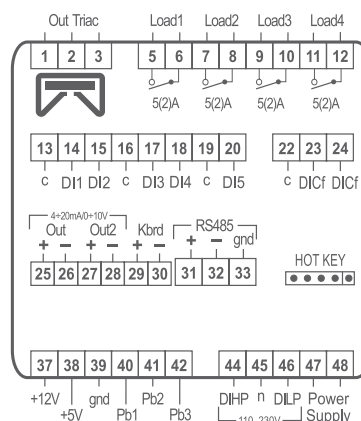 Out Triac Load1 Load2 Load3 Load4
1 2 3 5 6 7 8 9 10 11 12
5(2)A 5(2)A 5(2)A 5(2)A
13 14 15 16 17 18 19 20 22 23 24
c DI1 DI2 c DI3 DI4 c DI5 c DICf DICf
4÷20mA/0÷10V
Out Out2 Kbrd RS485
+ − + − + − + − gnd
25 26 27 28 29 30 31 32 33
HOT KEY
37 38 39 40 41 42 44 45 46 47 48
+12V gnd Pb2 DIHP n DILP Power
+5V Pb1 Pb3 110÷230V Supply